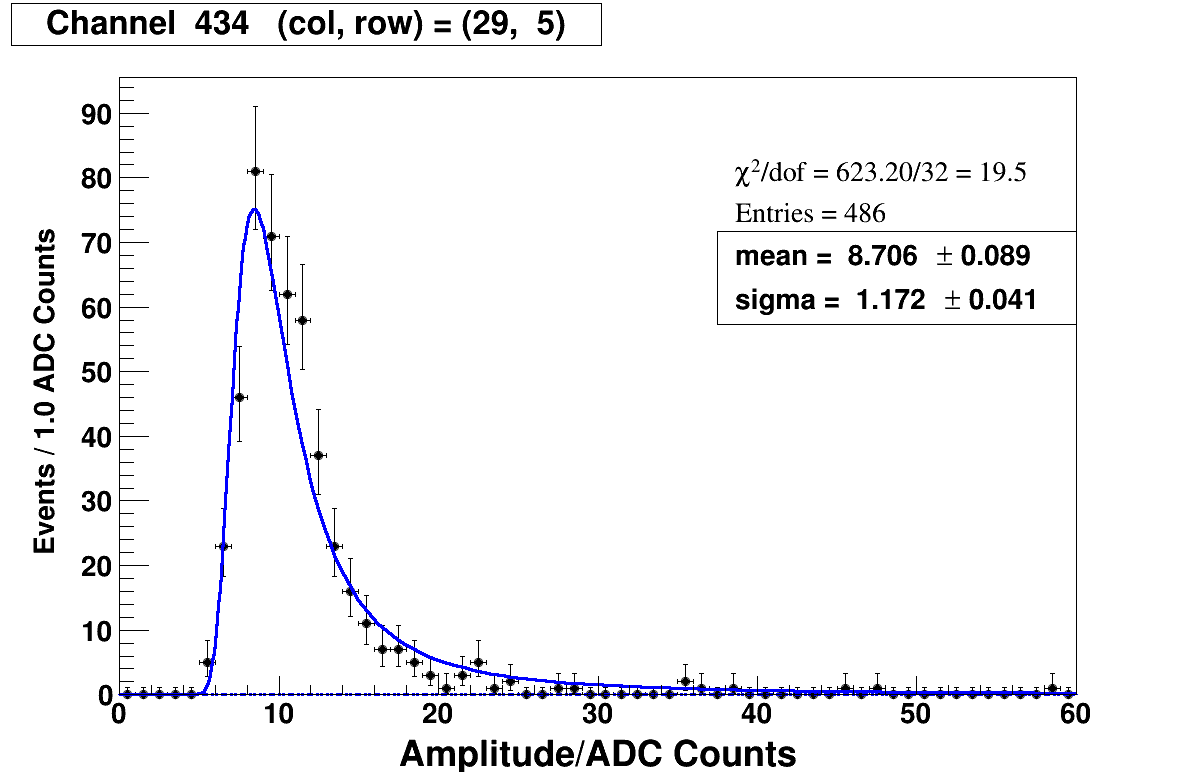 Channel 434 (col, row) = (29, 5)
90
80
70
60
50
40
30
20
10
0
Events / 1.0 ADC Counts
χ²/dof = 623.20/32 = 19.5
Entries = 486
mean = 8.706 ± 0.089
sigma = 1.172 ± 0.041
0 10 20 30 40 50 60
Amplitude/ADC Counts